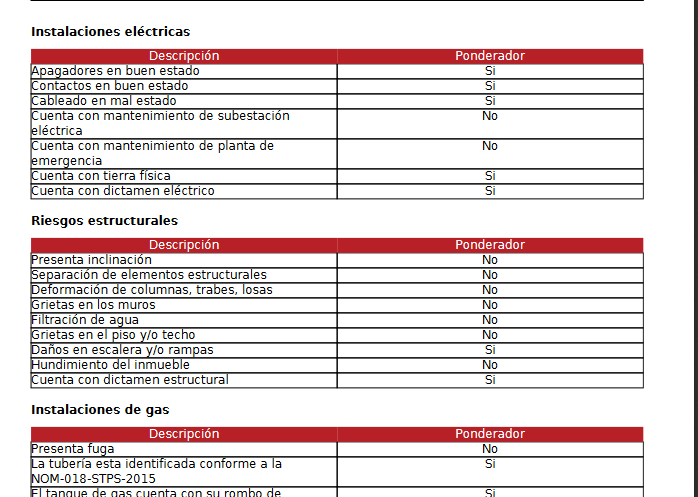 Instalaciones eléctricas
Descripción Ponderador
Apagadores en buen estado Si
Contactos en buen estado Si
Cableado en mal estado Si
Cuenta con mantenimiento de subestación No
eléctrica
Cuenta con mantenimiento de planta de No
emergencia
Cuenta con tierra física Si
Cuenta con dictamen eléctrico Si
Riesgos estructurales
Descripción Ponderador
Presenta inclinación No
Separación de elementos estructurales No
Deformación de columnas, trabes, losas No
Grietas en los muros No
Filtración de agua No
Grietas en el piso y/o techo No
Daños en escalera y/o rampas Si
Hundimiento del inmueble No
Cuenta con dictamen estructural Si
Instalaciones de gas
Descripción Ponderador
Presenta fuga No
La tubería esta identificada conforme a la Si
NOM-018-STPS-2015
El tanque de gas cuenta con su rombo de Si